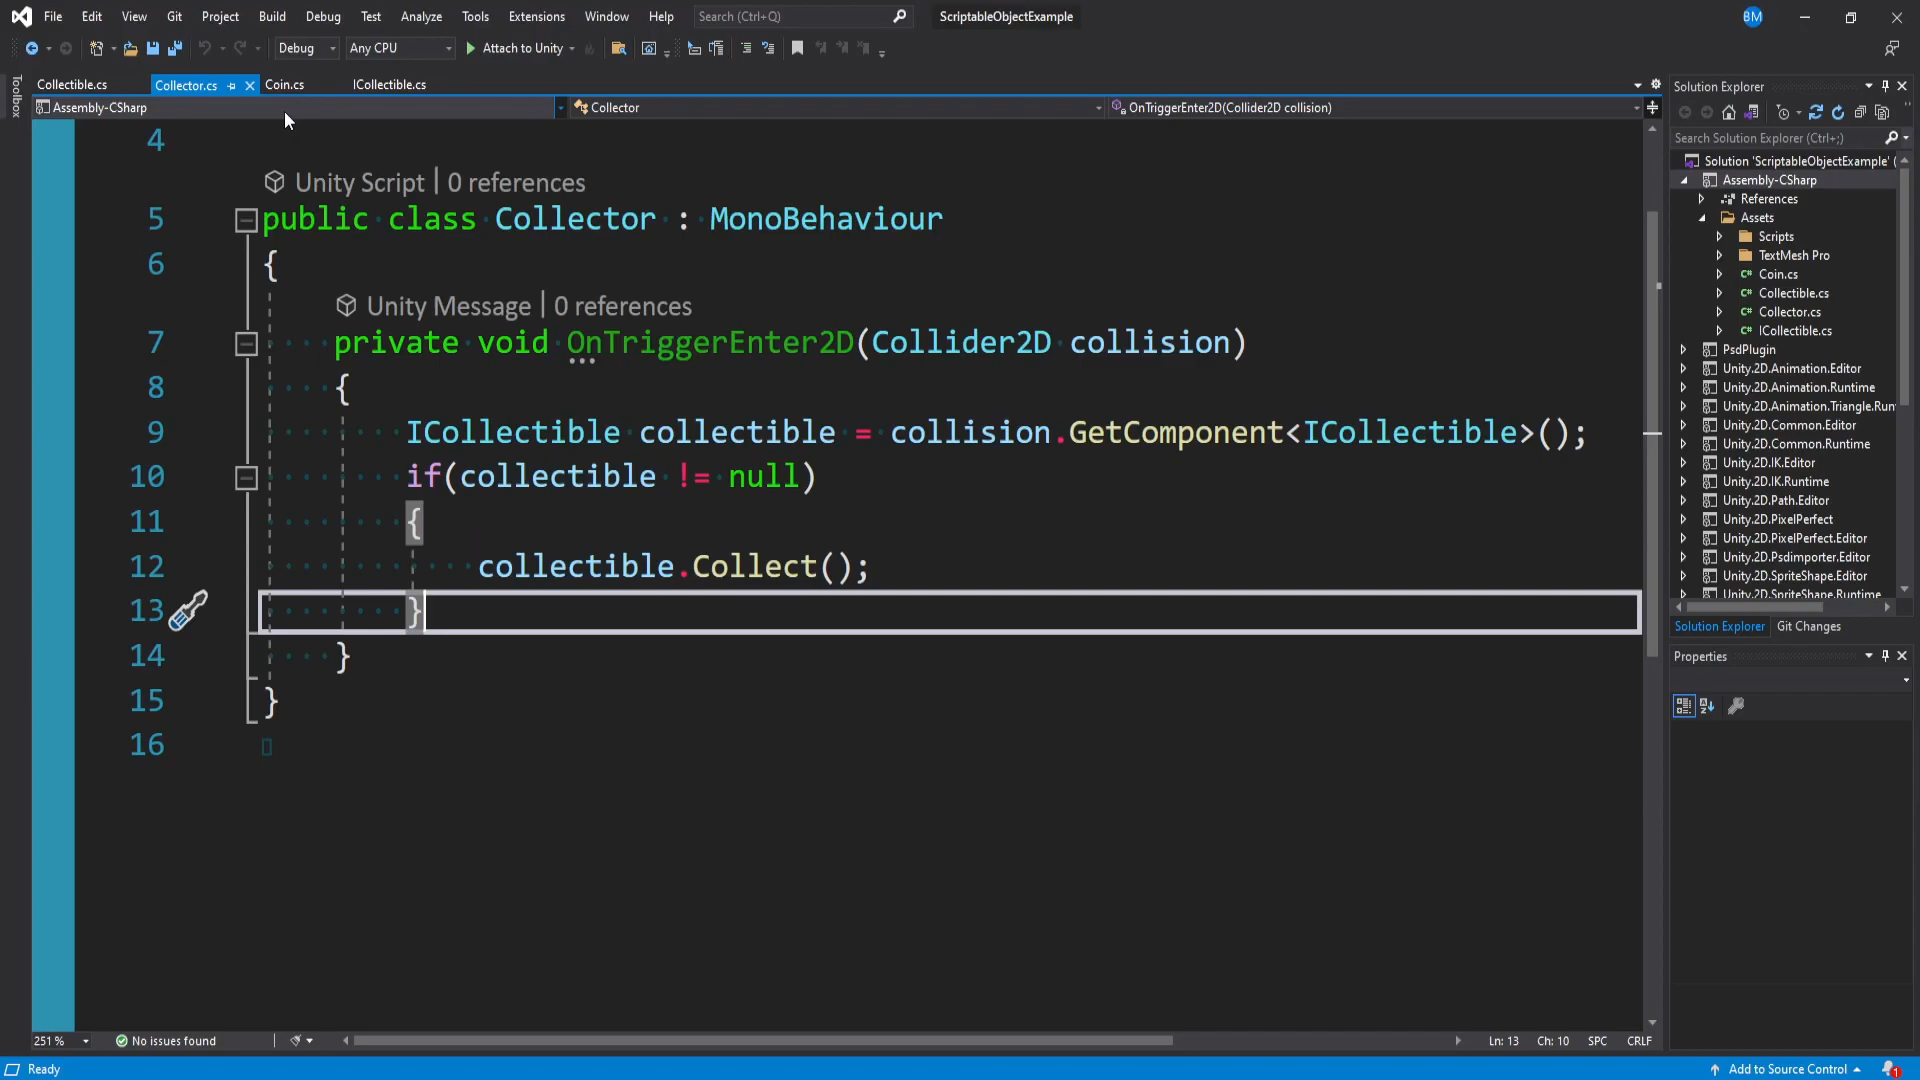 File Edit View Git Project Build Debug Test Analyze Tools Extensions Window Help Search (Ctrl+Q) ScriptableObjectExample BM
Debug Any CPU Attach to Unity
Toolbox
Collectible.cs Collector.cs Coin.cs ICollectible.cs
Assembly-CSharp Collector OnTriggerEnter2D(Collider2D collision)
4
Unity Script | 0 references
5 public class Collector : MonoBehaviour
6 {
Unity Message | 0 references
7 private void OnTriggerEnter2D(Collider2D collision)
8 {
9 ICollectible collectible = collision.GetComponent<ICollectible>();
10 if(collectible != null)
11 {
12 collectible.Collect();
13 }
14 }
15 }
16
251 % No issues found Ln: 13 Ch: 10 SPC CRLF
Solution Explorer
Search Solution Explorer (Ctrl+;)
Solution 'ScriptableObjectExample' (
Assembly-CSharp
References
Assets
Scripts
TextMesh Pro
C# Coin.cs
C# Collectible.cs
C# Collector.cs
C# ICollectible.cs
PsdPlugin
Unity.2D.Animation.Editor
Unity.2D.Animation.Runtime
Unity.2D.Animation.Triangle.Run
Unity.2D.Common.Editor
Unity.2D.Common.Runtime
Unity.2D.IK.Editor
Unity.2D.IK.Runtime
Unity.2D.Path.Editor
Unity.2D.PixelPerfect
Unity.2D.PixelPerfect.Editor
Unity.2D.Psdimporter.Editor
Unity.2D.SpriteShape.Editor
Unity.2D.SpriteShape.Runtime
Solution Explorer Git Changes
Properties
Ready Add to Source Control 1